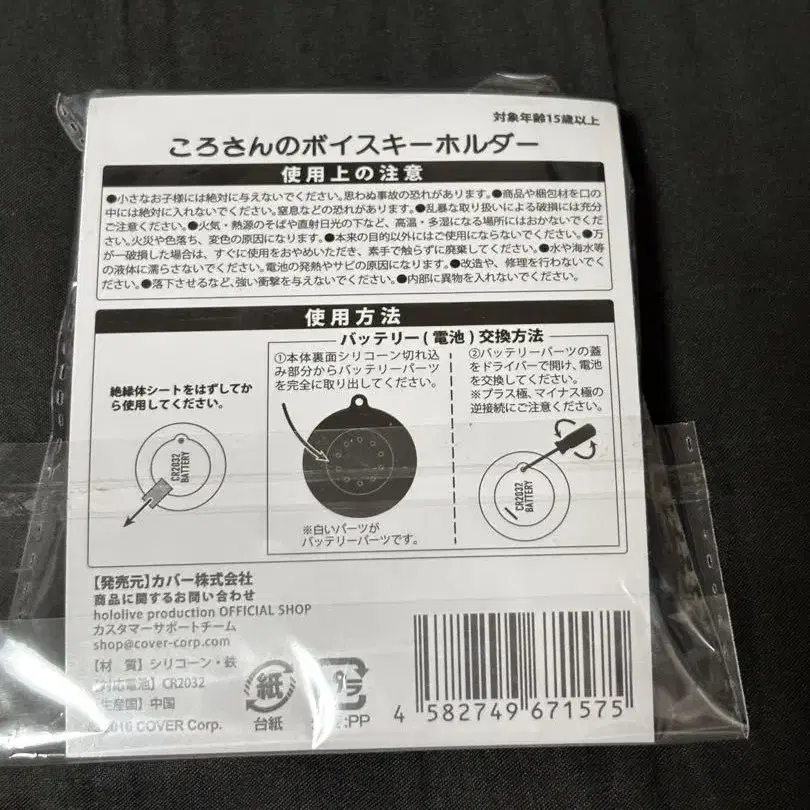 対象年齢15歳以上
ころさんのボイスキーホルダー
使用上の注意
●小さなお子様には絶対に与えないでください。思わぬ事故の恐れがあります。●商品や梱包材を口の
中には絶対に入れないでください。窒息などの恐れがあります。●乱暴な取り扱いによる破損には充分
ご注意ください。●火気・熱源のそばや直射日光の下など、高温・多湿になる場所にはおかないでくだ
さい。火災や色落ち、変色の原因になります。●本来の目的以外にはご使用にならないでください。●万
が一破損した場合は、すぐに使用をおやめいただき、素手で触らずに廃棄してください。●水や海水等
の液体に濡らさないでください。電池の発熱やサビの原因になります。●改造や、修理を行わないでく
ださい。●落下させるなど、強い衝撃を与えないでください。●内部に異物を入れないでください。
使用方法
絶縁体シートをはずしてか
ら使用してください。
CR2032
BATTERY
バッテリー(電池)交換方法
①本体裏面シリコーン切れ込
み部分からバッテリーパーツ
を完全に取り出してください。
※白いパーツが
バッテリーパーツです。
②バッテリーパーツの蓋
をドライバーで開け、電池
を交換してください。
※プラス極、マイナス極の
逆接続にご注意ください。
CR2032
BATTERY
【発売元】カバー株式会社
商品に関するお問い合わせ
hololive production OFFICIAL SHOP
カスタマーサポートチーム
shop@cover-corp.com
【材 質】シリコーン・鉄
【対応電池】CR2032
【生産国】中国
2016 COVER Corp.
紙
台紙
プラ
:PP
4 582749 671575